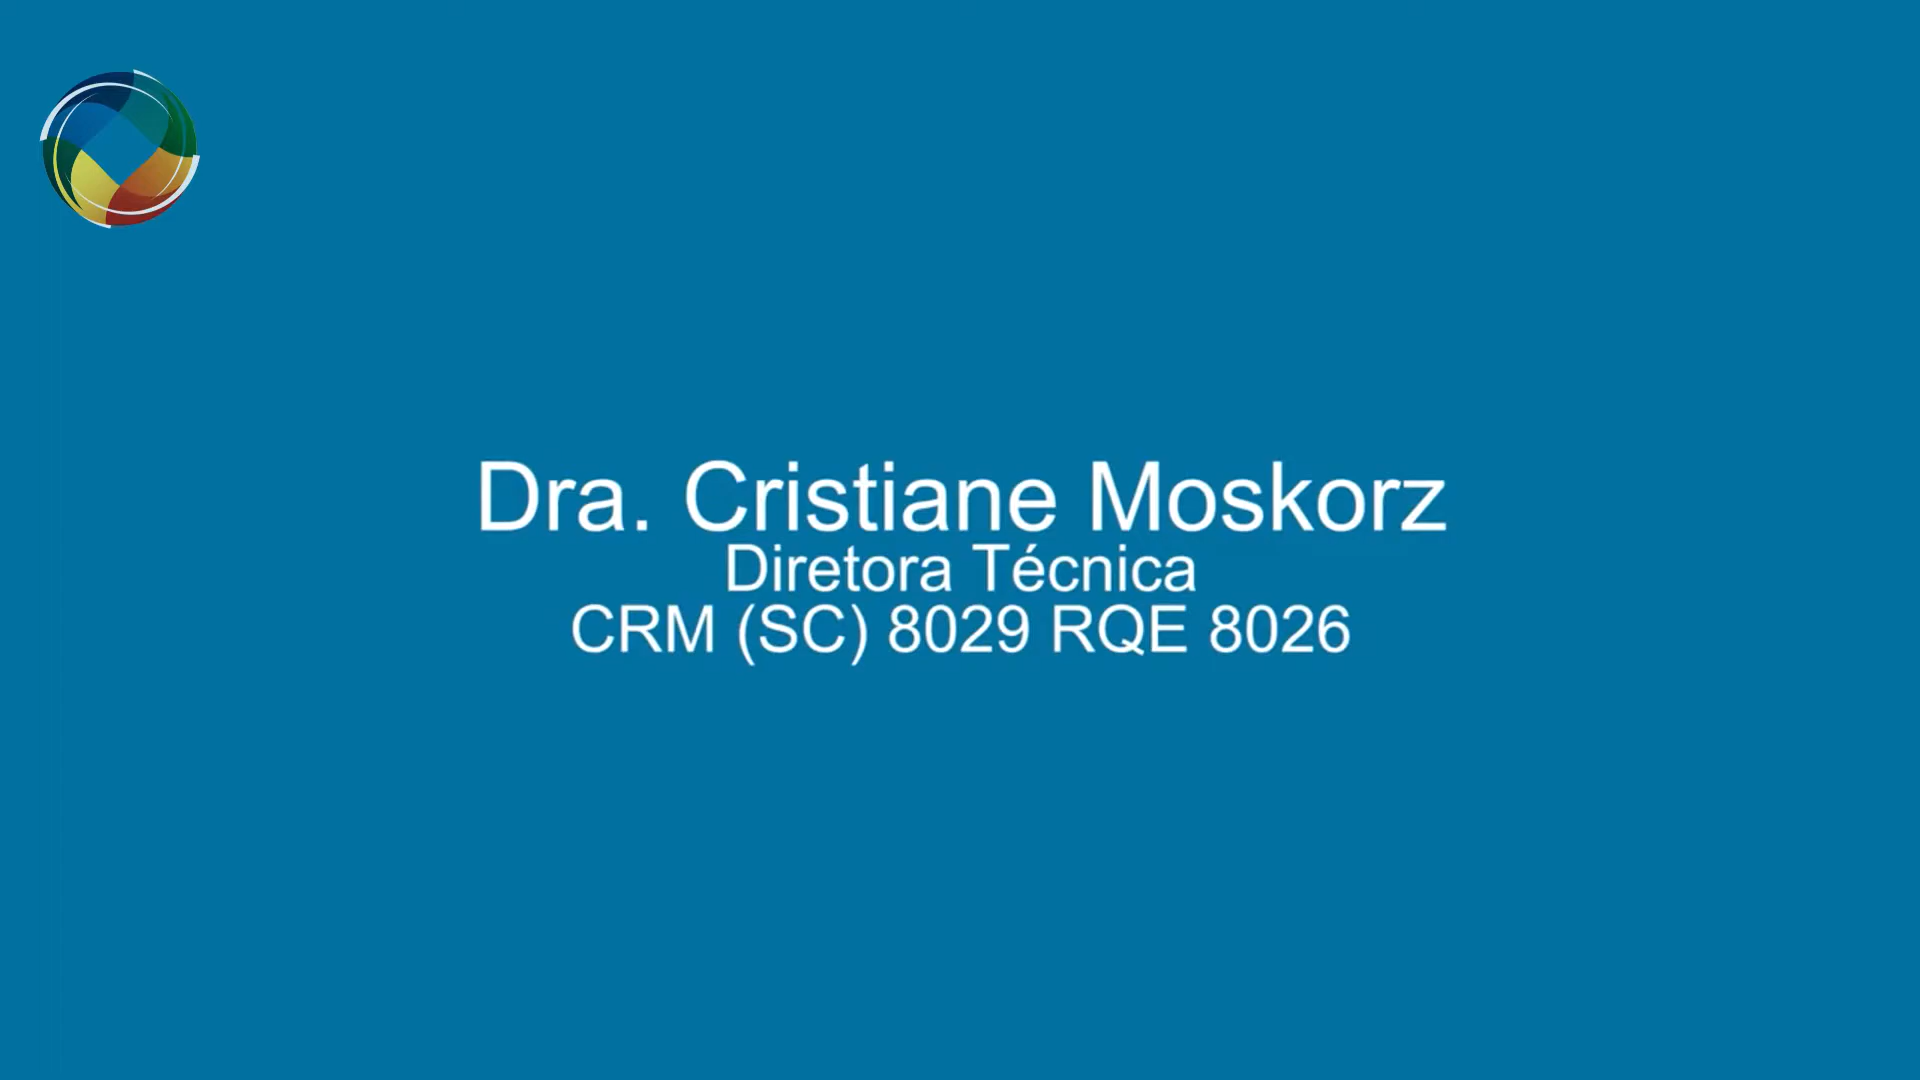 Dra. Cristiane Moskorz
Diretora Técnica
CRM (SC) 8029 RQE 8026